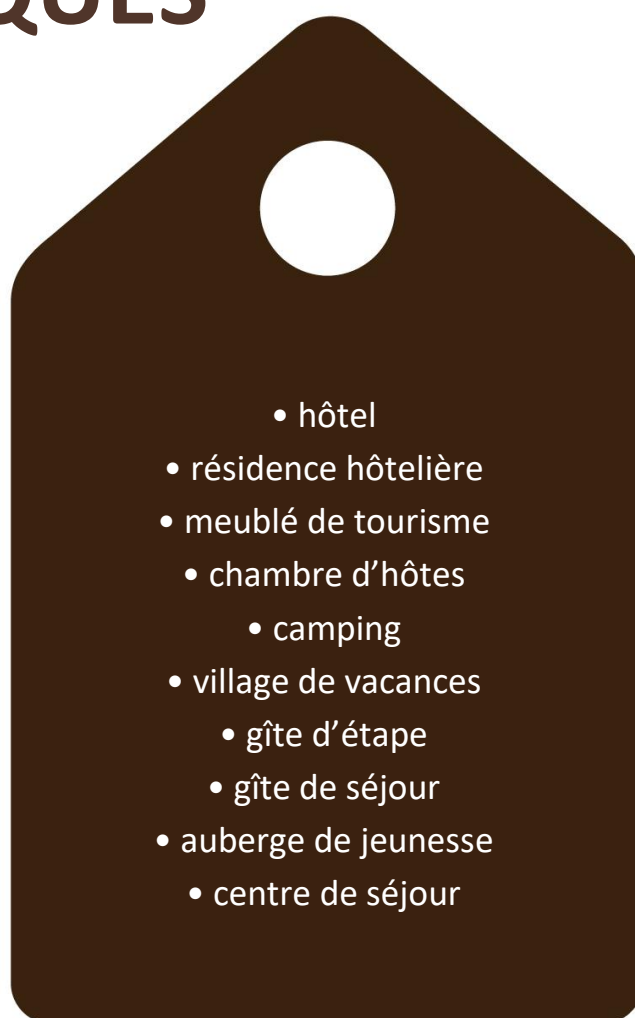 QUES
• hôtel
• résidence hôtelière
• meublé de tourisme
• chambre d’hôtes
• camping
• village de vacances
• gîte d’étape
• gîte de séjour
• auberge de jeunesse
• centre de séjour